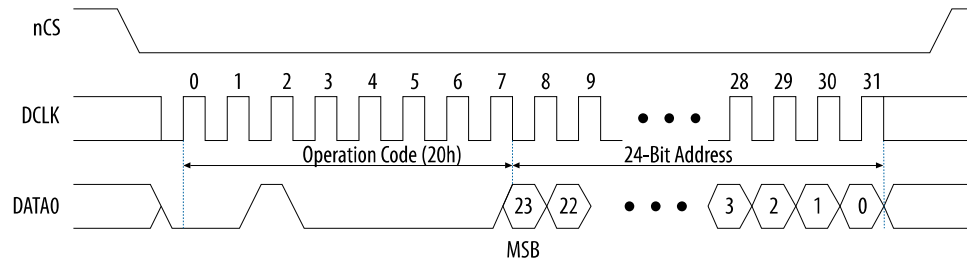 nCS
0 1 2 3 4 5 6 7 8 9 28 29 30 31
DCLK
Operation Code (20h) 24-Bit Address
DATA0 23 22 3 2 1 0
MSB